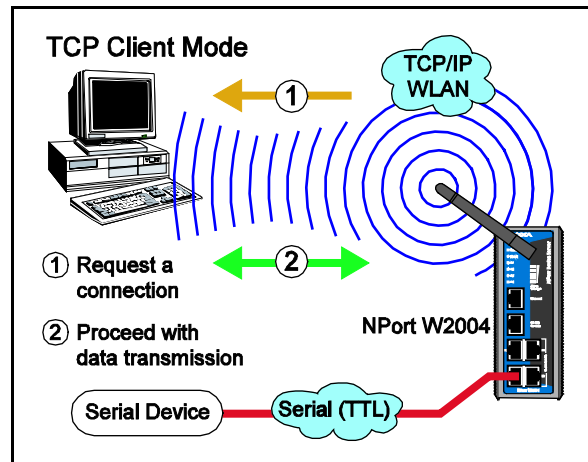 TCP Client Mode
TCP/IP
WLAN
1
2
1 Request a
connection
2 Proceed with
data transmission
NPort W2004
Serial Device
Serial (TTL)